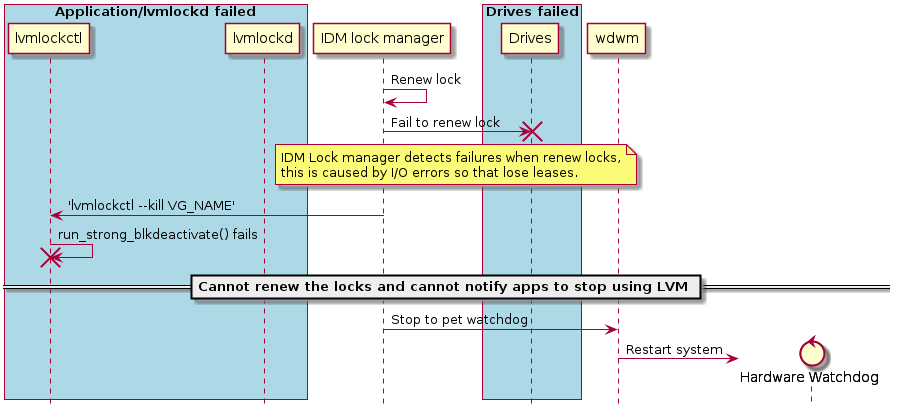 Application/lvmlockd failed
Drives failed
lvmlockctl
lvmlockd
IDM lock manager
Drives
wdwm
Renew lock
Fail to renew lock
IDM Lock manager detects failures when renew locks,
this is caused by I/O errors so that lose leases.
'lvmlockctl --kill VG_NAME'
run_strong_blkdeactivate() fails
Cannot renew the locks and cannot notify apps to stop using LVM
Stop to pet watchdog
Restart system
Hardware Watchdog